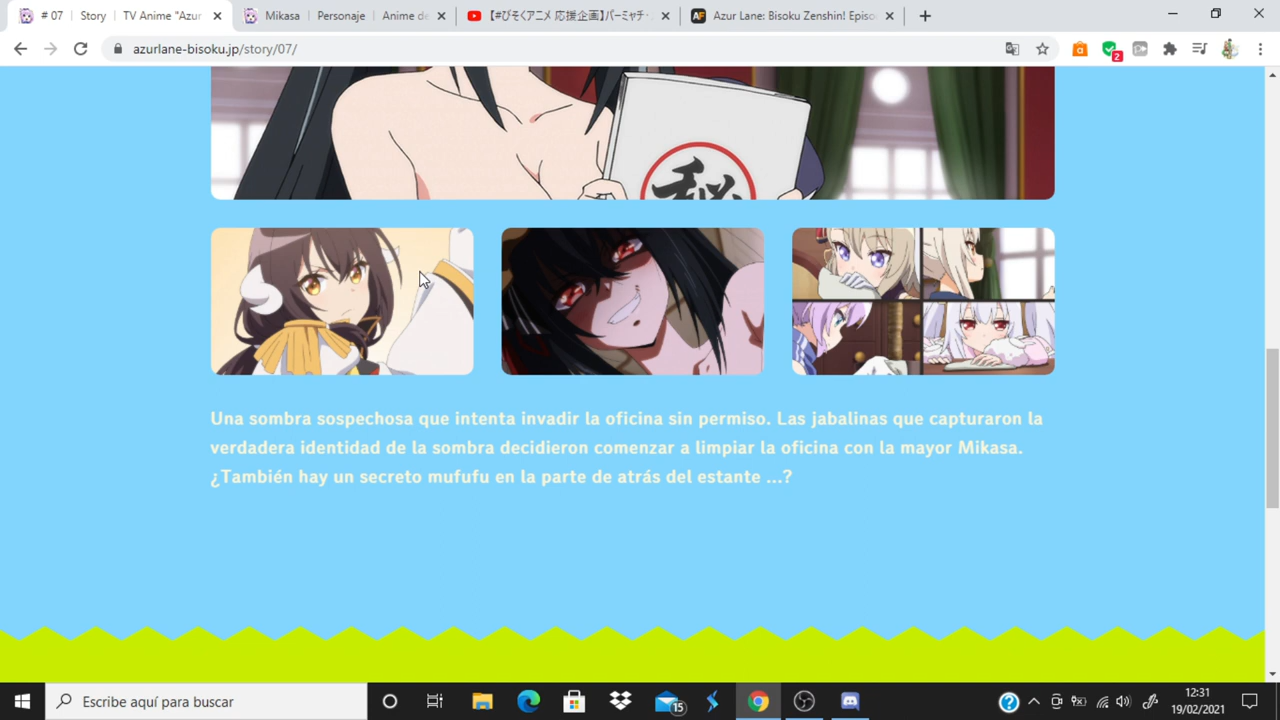 # 07 | Story | TV Anime "Azur
Mikasa | Personaje | Anime de
【#びそくアニメ 応援企画】バーミヤチ・
Azur Lane: Bisoku Zenshin! Episo
azurlane-bisoku.jp/story/07/
2
秘
Una sombra sospechosa que intenta invadir la oficina sin permiso. Las jabalinas que capturaron la
verdadera identidad de la sombra decidieron comenzar a limpiar la oficina con la mayor Mikasa.
¿También hay un secreto mufufu en la parte de atrás del estante ...?
Escribe aquí para buscar
15
12:31
19/02/2021